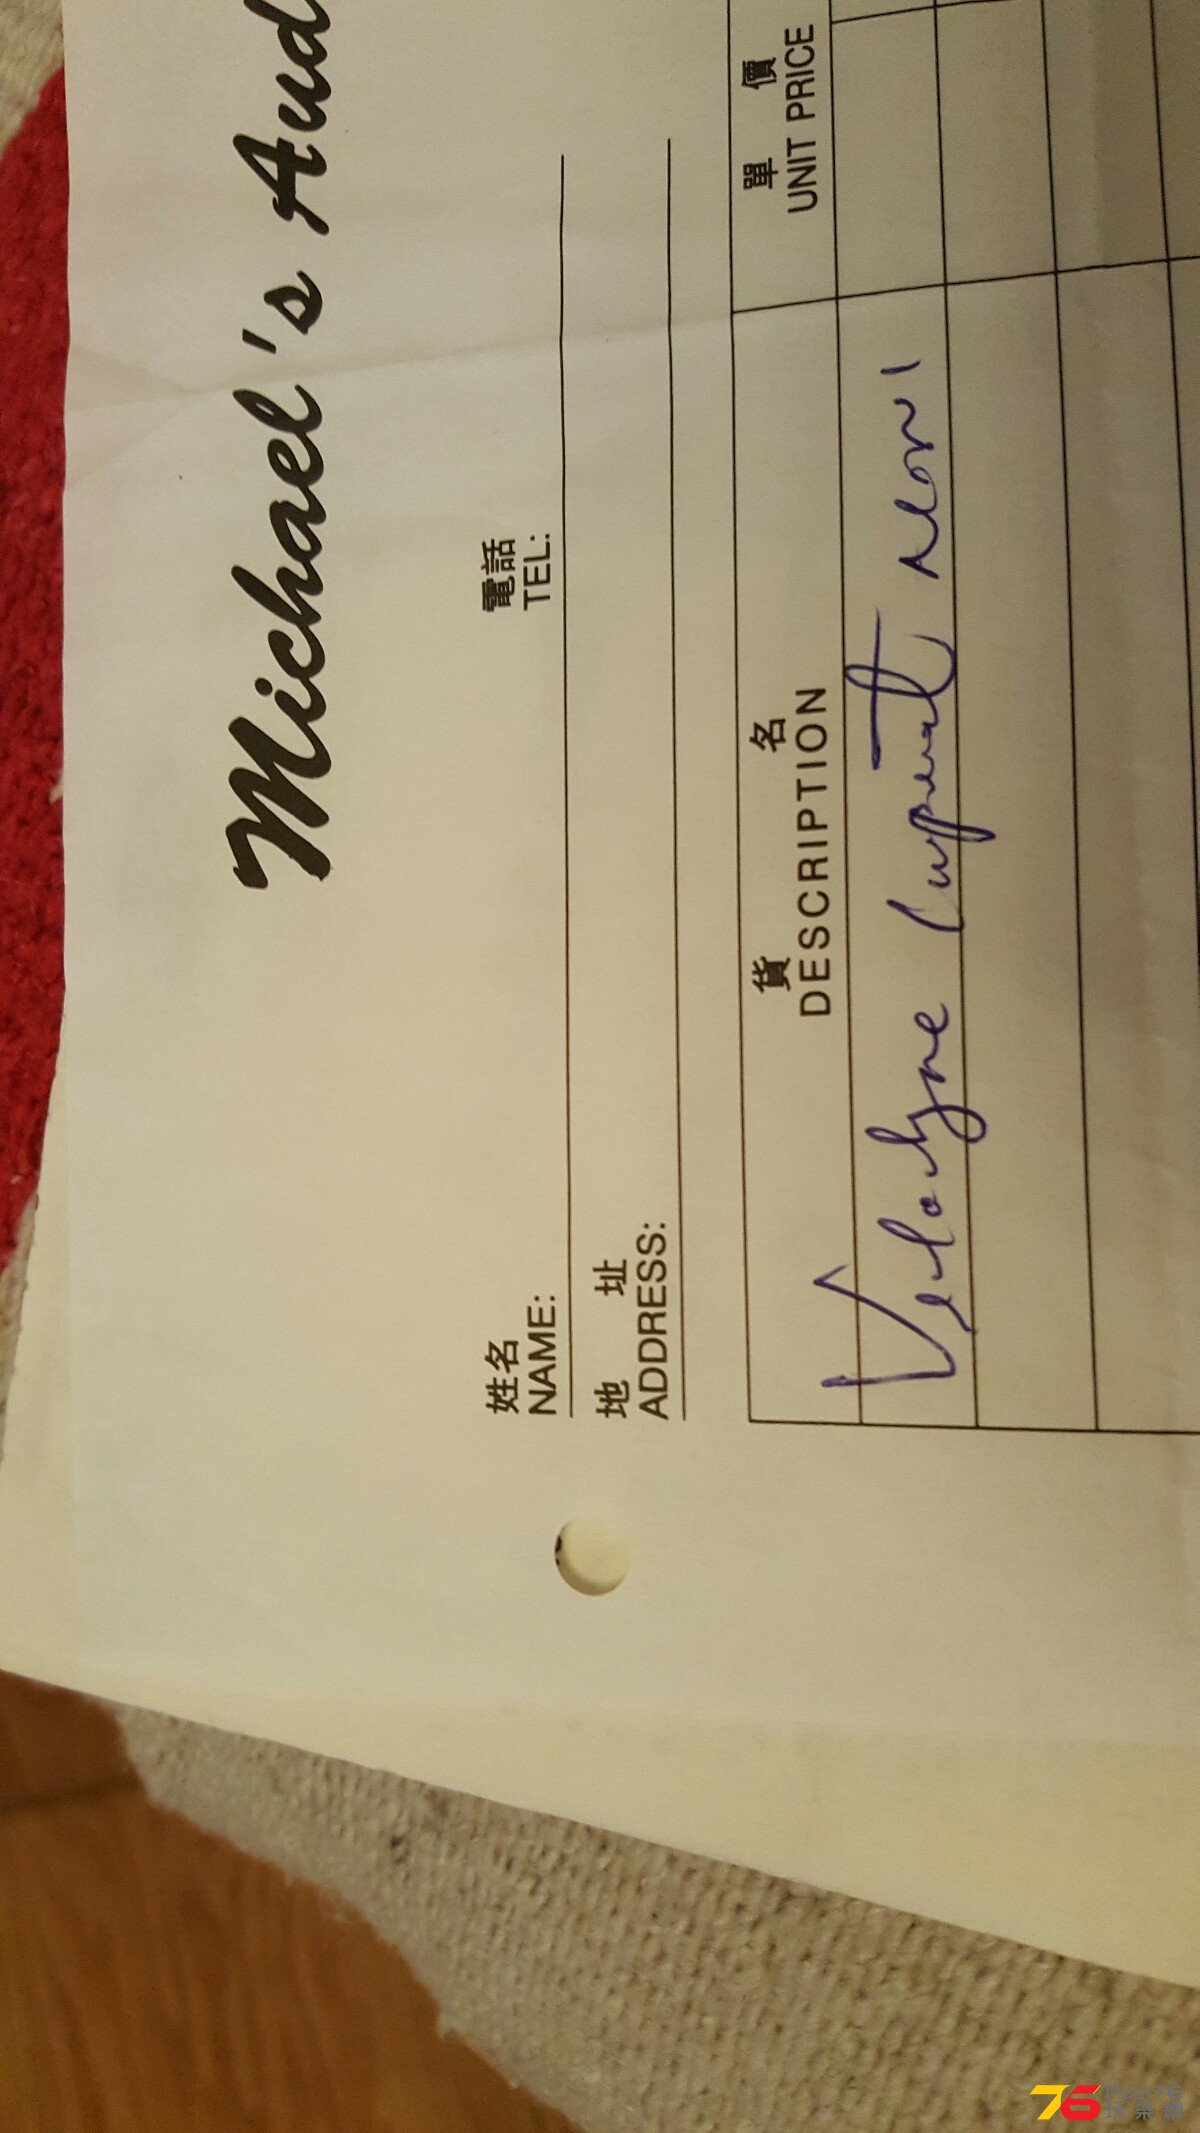 Michael's Aud
姓名 電話
NAME: TEL:
地 址
ADDRESS:
貨 名 單 價
DESCRIPTION UNIT PRICE
Velodyne
76